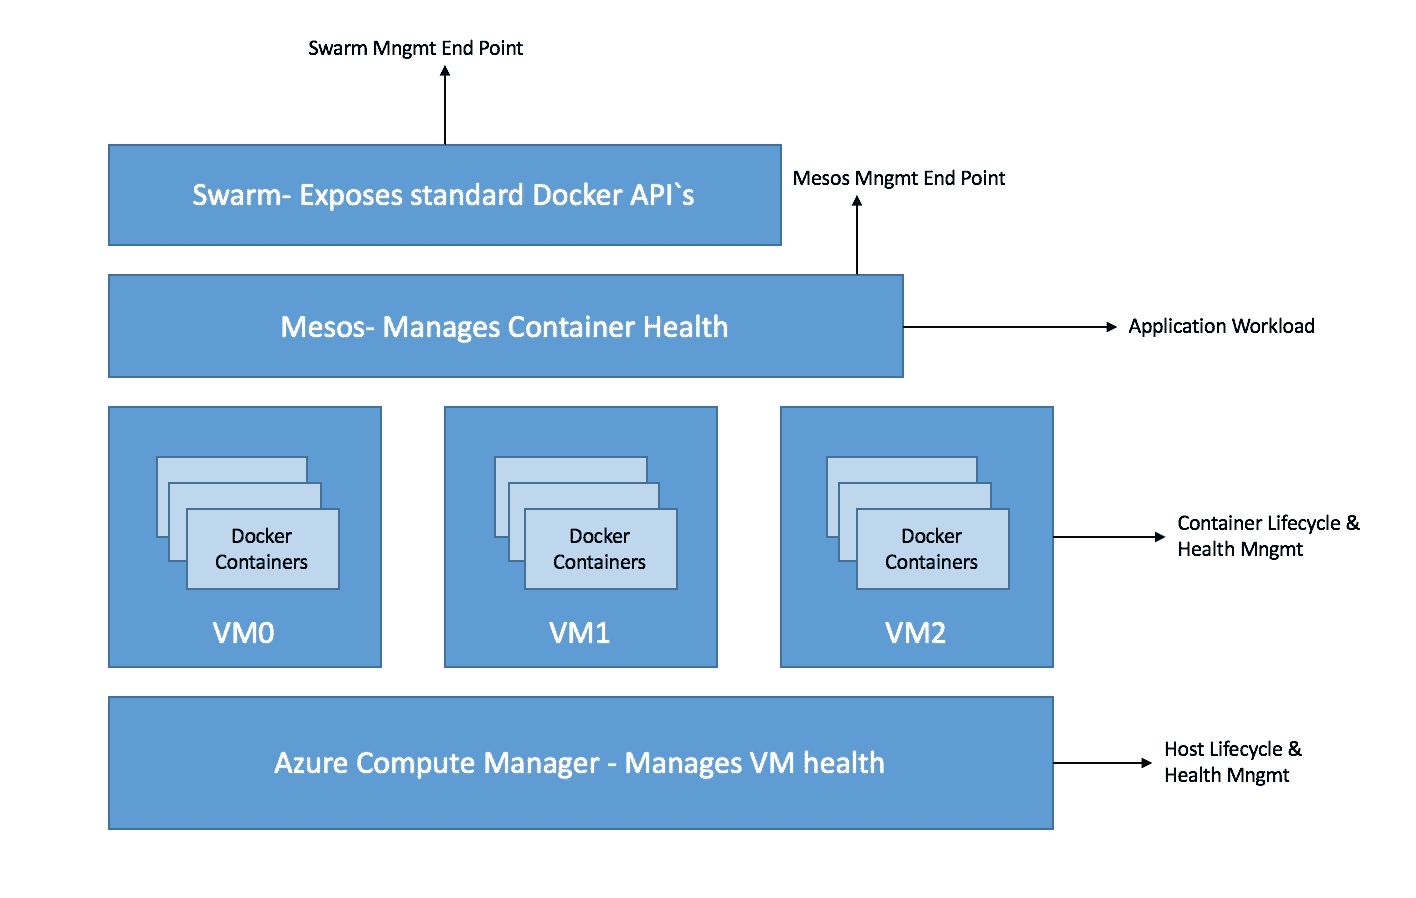 Swarm Mngmt End Point
Swarm- Exposes standard Docker API`s
Mesos Mngmt End Point
Mesos- Manages Container Health
Application Workload
Docker
Containers
VM0
Docker
Containers
VM1
Docker
Containers
VM2
Container Lifecycle &
Health Mngmt
Azure Compute Manager - Manages VM health
Host Lifecycle &
Health Mngmt